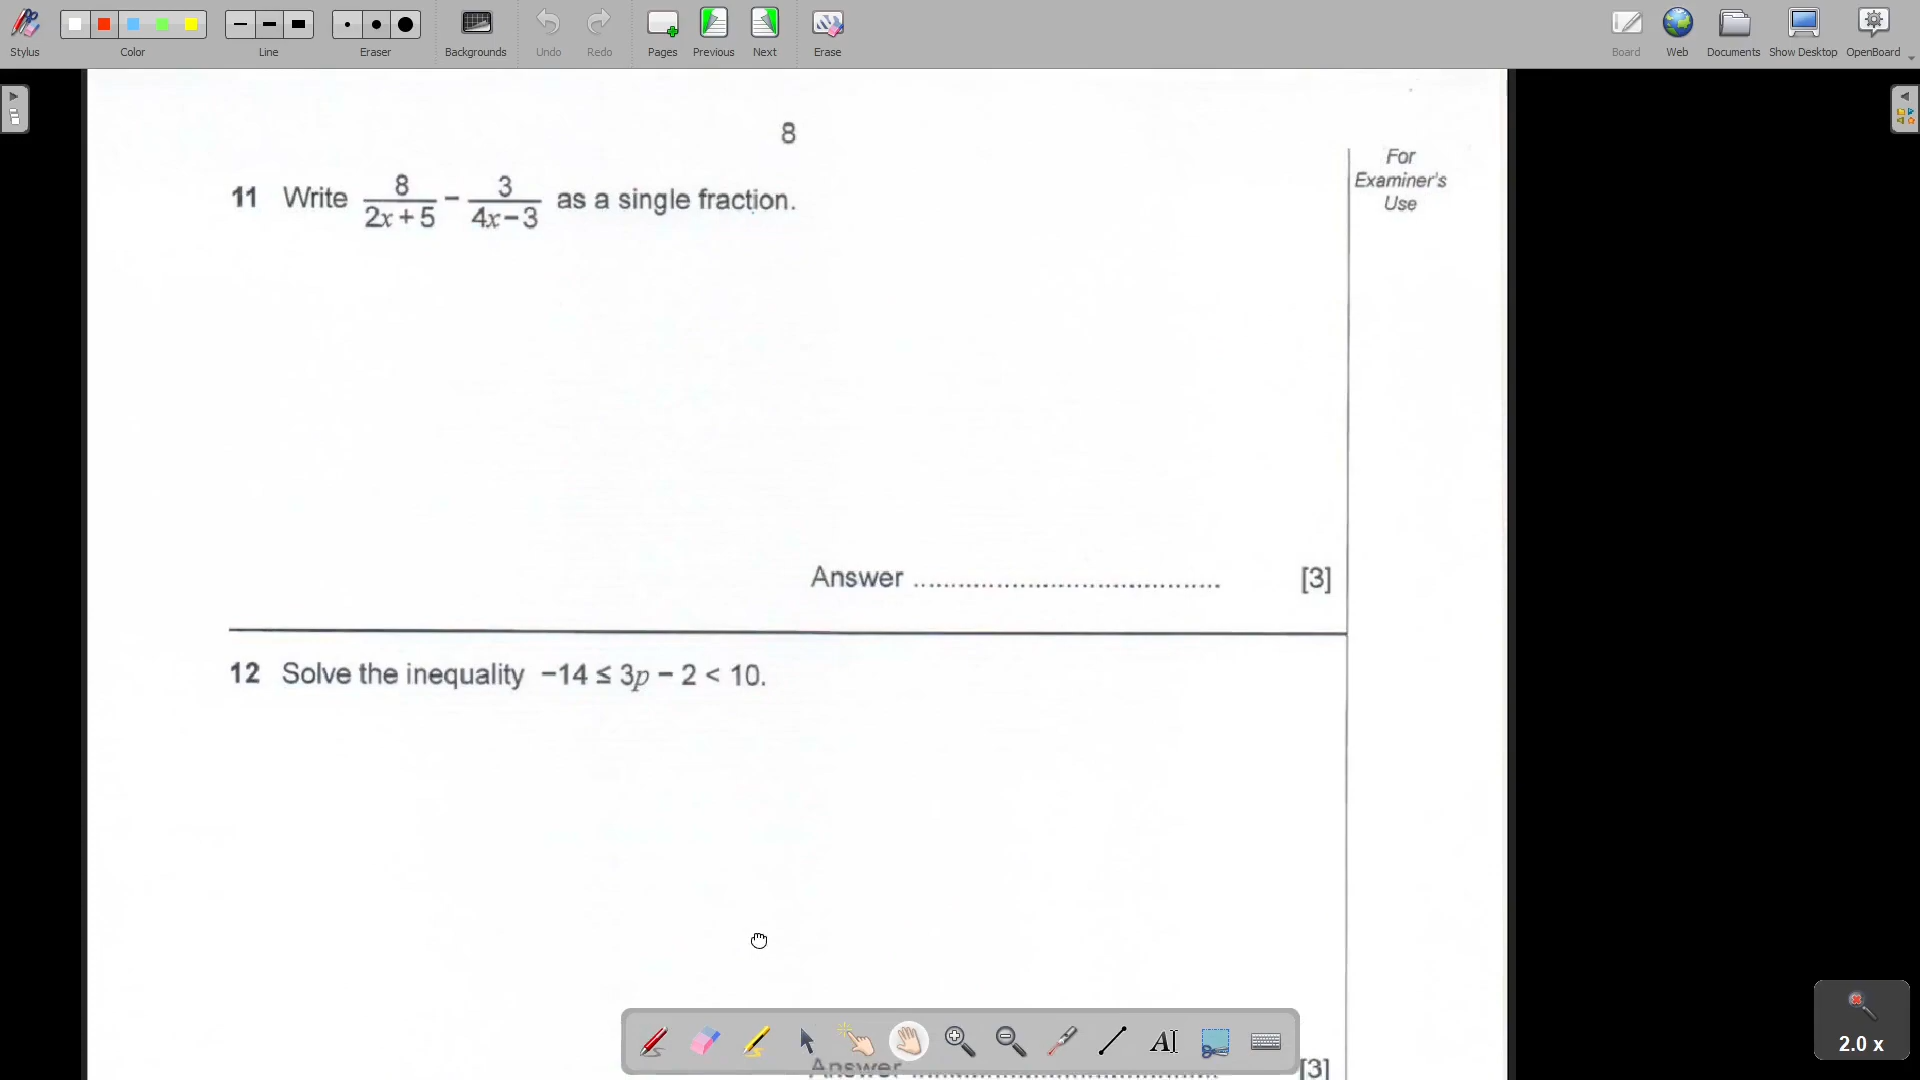 Stylus
Color
Line
Eraser
Backgrounds
Undo
Redo
Pages
Previous
Next
Erase
Board
Web
Documents
Show Desktop
OpenBoard
8
For
Examiner's
Use
11 Write 8/(2x+5) − 3/(4x−3) as a single fraction.
Answer ........................................ [3]
12 Solve the inequality −14 ≤ 3p − 2 < 10.
AI
Answer ........................................ [3]
2.0 x